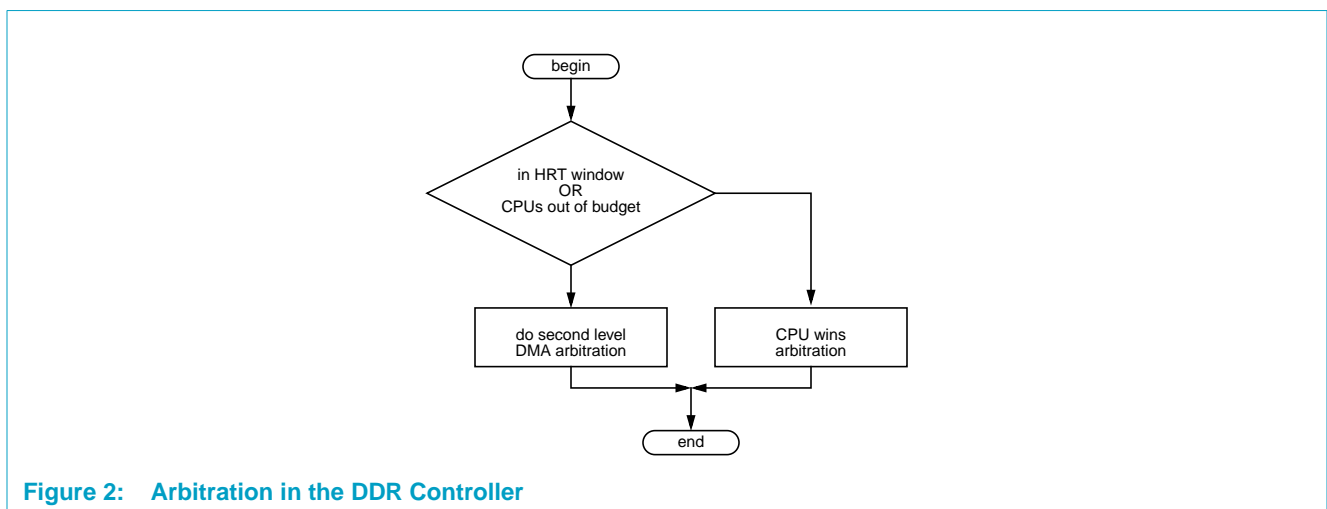 begin
in HRT window
OR
CPUs out of budget
do second level
DMA arbitration
CPU wins
arbitration
end
Figure 2: Arbitration in the DDR Controller